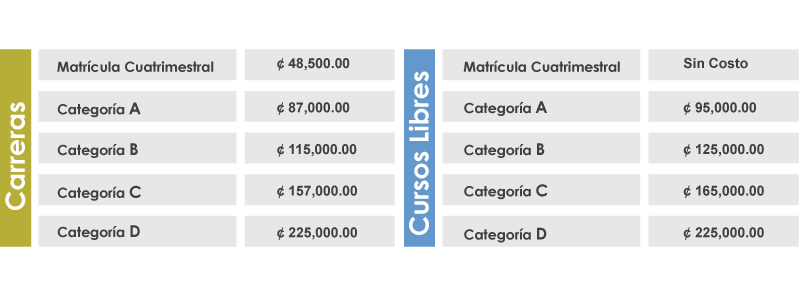 Carreras
Matrícula Cuatrimestral ¢ 48,500.00
Categoría A ¢ 87,000.00
Categoría B ¢ 115,000.00
Categoría C ¢ 157,000.00
Categoría D ¢ 225,000.00
Cursos Libres
Matrícula Cuatrimestral Sin Costo
Categoría A ¢ 95,000.00
Categoría B ¢ 125,000.00
Categoría C ¢ 165,000.00
Categoría D ¢ 225,000.00